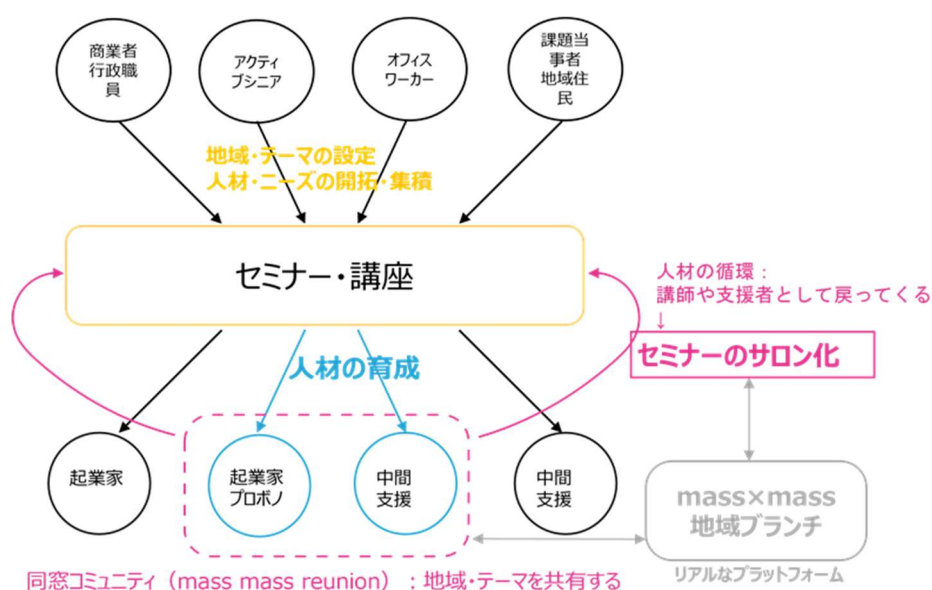 商業者
行政職
員
アクティ
ブシニア
オフィス
ワーカー
課題当
事者
地域住
民
地域・テーマの設定
人材・ニーズの開拓・集積
セミナー・講座
人材の循環：
講師や支援者として戻ってくる
↓
セミナーのサロン化
人材の育成
起業家
起業家
プロボノ
中間
支援
中間
支援
mass×mass
地域ブランチ
リアルなプラットフォーム
同窓コミュニティ（mass mass reunion）：地域・テーマを共有する